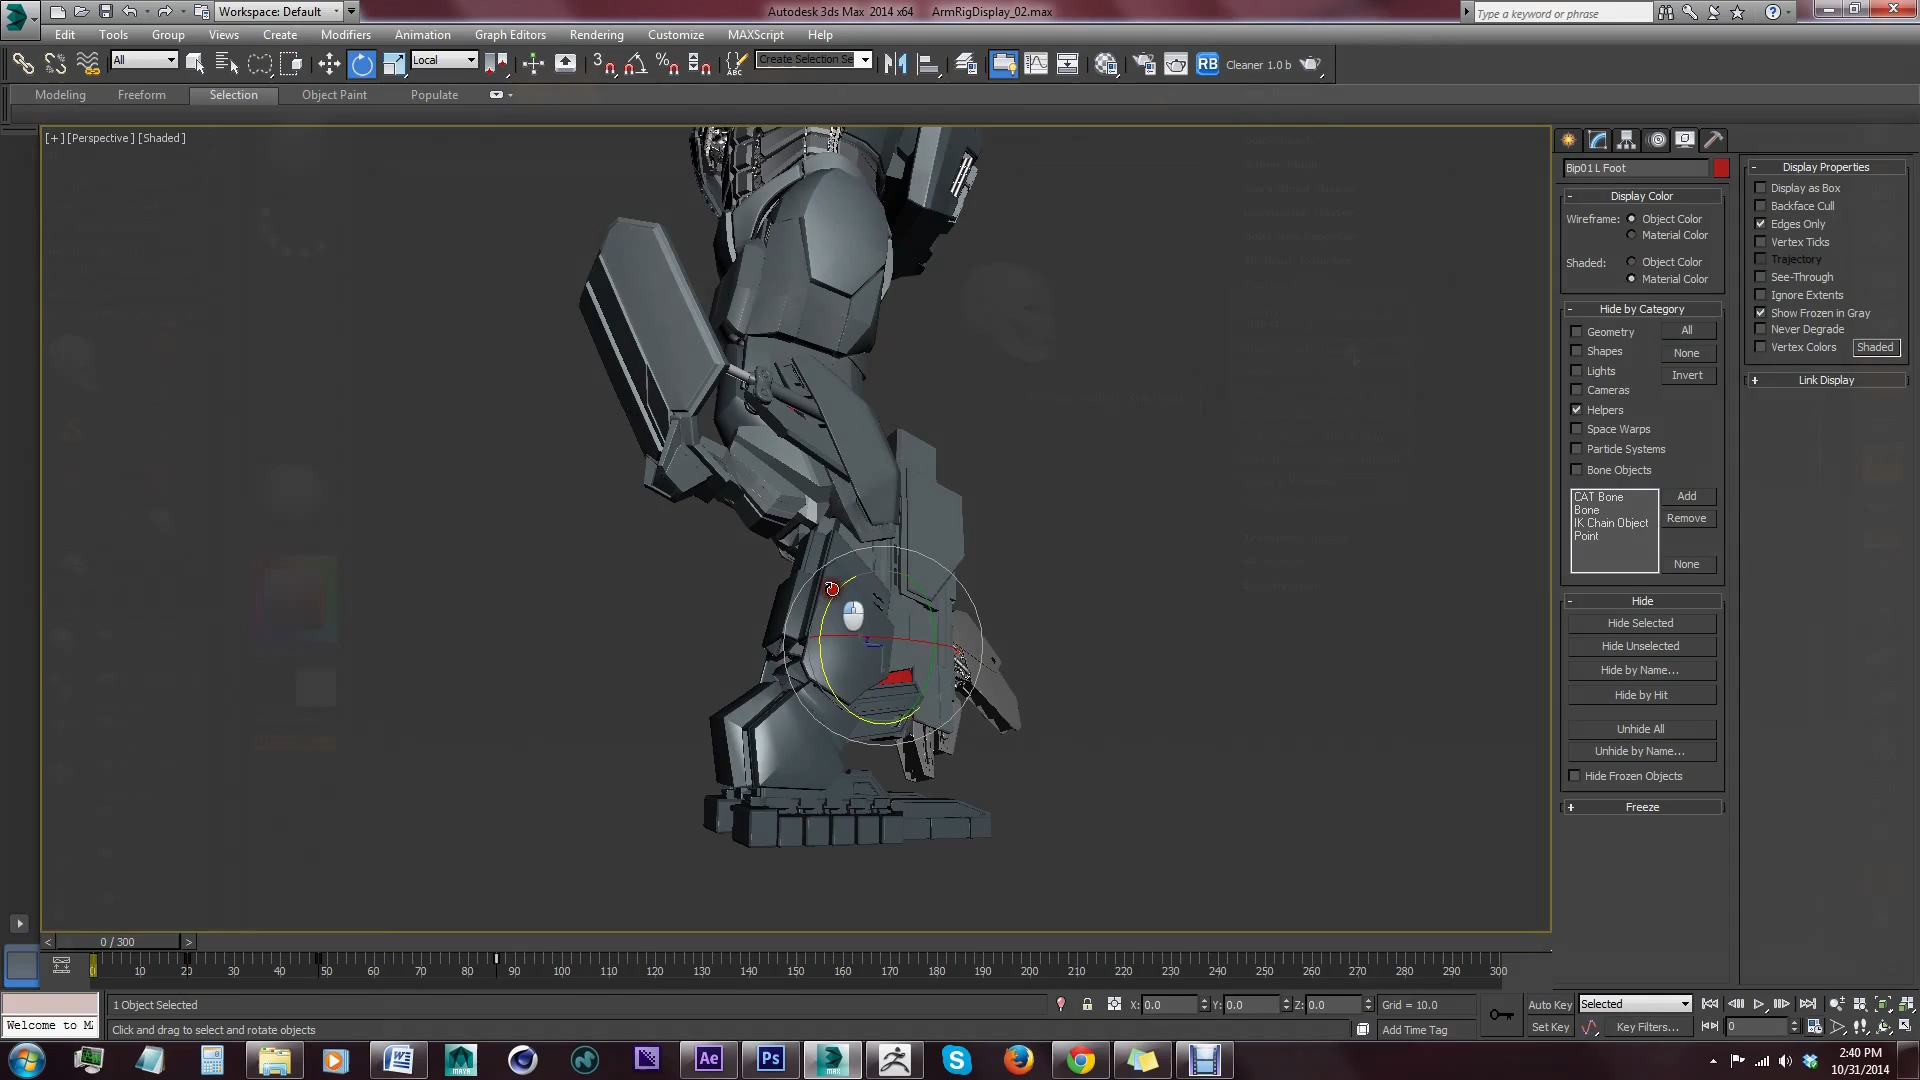 Workspace: Default
Autodesk 3ds Max  2014 x64    ArmRigDisplay_02.max
Type a keyword or phrase
Edit Tools Group Views Create Modifiers Animation Graph Editors Rendering Customize MAXScript Help
All
Local
3
ABC
Create Selection Se
RB Cleaner 1.0 b
Modeling Freeform Selection Object Paint Populate
[+] [Perspective ] [Shaded ]
Bip01 L Foot
Display Color
Wireframe: Object Color
Material Color
Shaded: Object Color
Material Color
Hide by Category
Geometry All
Shapes None
Lights Invert
Cameras
Helpers
Space Warps
Particle Systems
Bone Objects
CAT Bone Add
Bone
IK Chain Object Remove
Point
None
Hide
Hide Selected
Hide Unselected
Hide by Name...
Hide by Hit
Unhide All
Unhide by Name...
Hide Frozen Objects
Freeze
Display Properties
Display as Box
Backface Cull
Edges Only
Vertex Ticks
Trajectory
See-Through
Ignore Extents
Show Frozen in Gray
Never Degrade
Vertex Colors Shaded
Link Display
< 0 / 300 >
0 10 20 30 40 50 60 70 80 90 100 110 120 130 140 150 160 170 180 190 200 210 220 230 240 250 260 270 280 290 300
1 Object Selected
X: 0.0 Y: 0.0 Z: 0.0 Grid = 10.0
Auto Key Selected
Welcome to M
Click and drag to select and rotate objects
Add Time Tag
Set Key Key Filters... 0
MAYA Ae Ps MAX
2:40 PM
10/31/2014